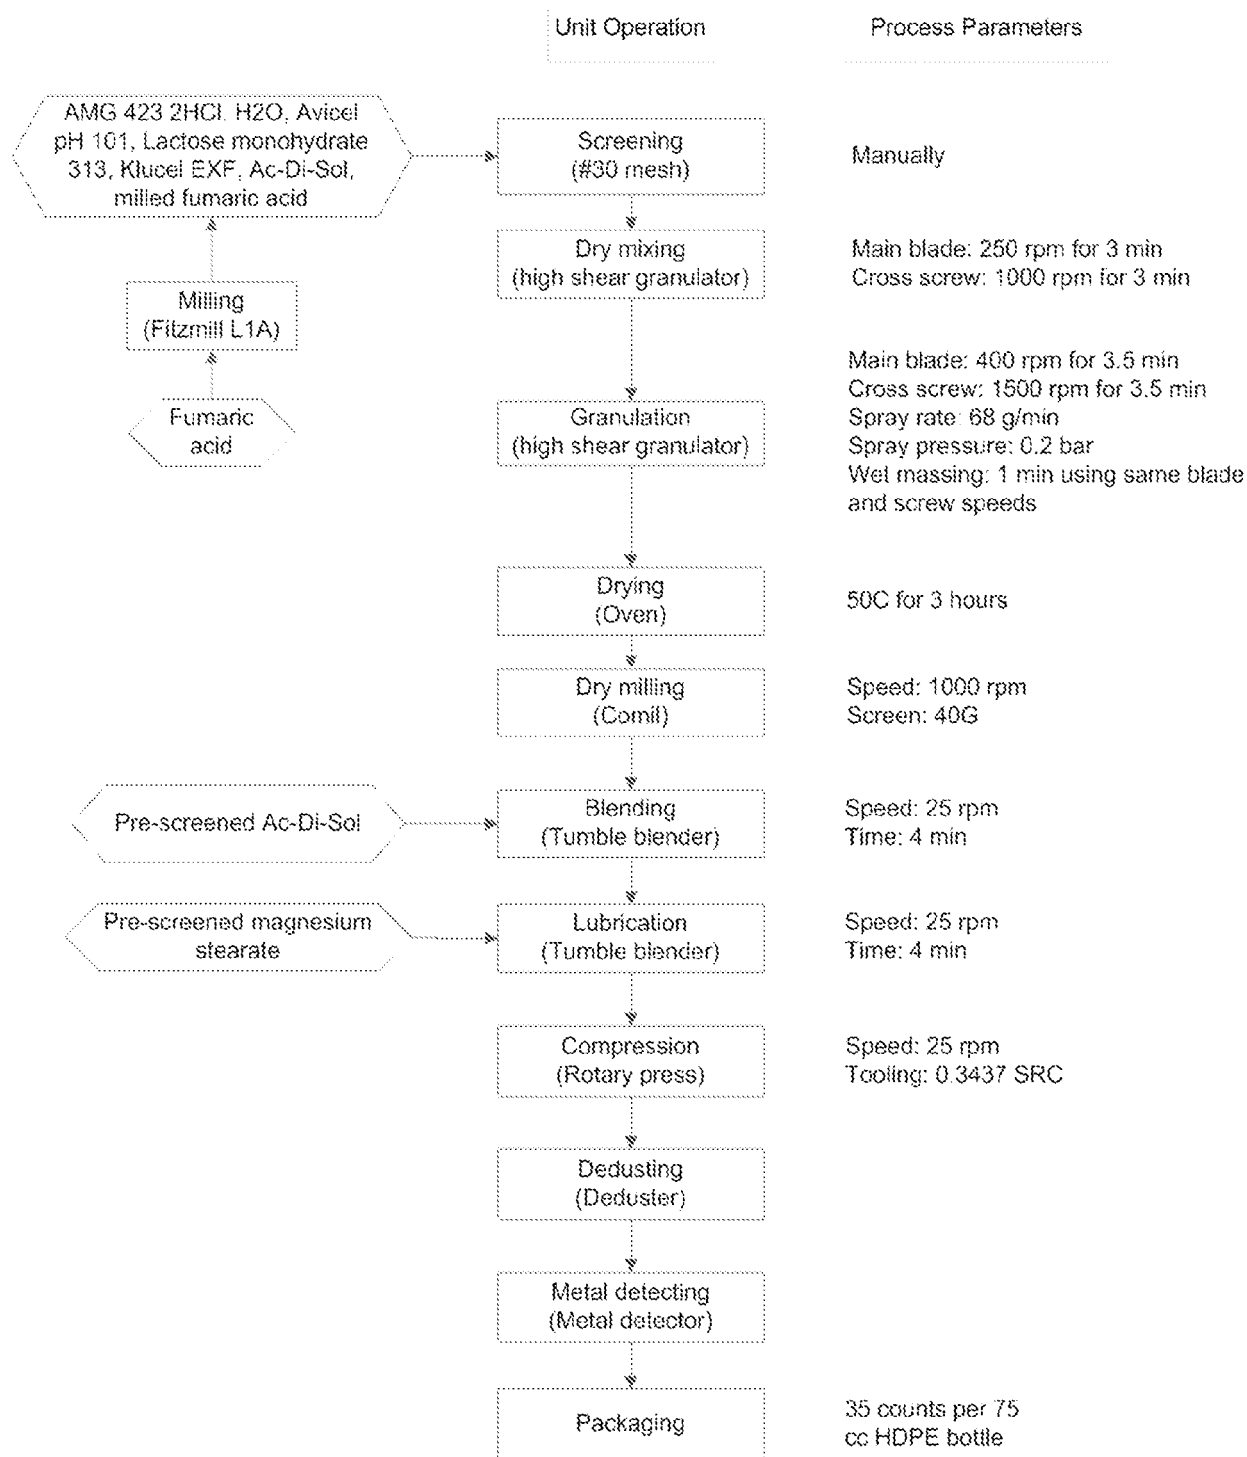 Unit Operation
Process Parameters
AMG 423 2HCl. H2O, Avicel
pH 101, Lactose monohydrate
313, Klucel EXF, Ac-Di-Sol,
milled fumaric acid
Screening
(#30 mesh)
Manually
Dry mixing
(high shear granulator)
Main blade: 250 rpm for 3 min
Cross screw: 1000 rpm for 3 min
Milling
(Fitzmill L1A)
Fumaric
acid
Granulation
(high shear granulator)
Main blade: 400 rpm for 3.5 min
Cross screw: 1500 rpm for 3.5 min
Spray rate: 68 g/min
Spray pressure: 0.2 bar
Wet massing: 1 min using same blade
and screw speeds
Drying
(Oven)
50C for 3 hours
Dry milling
(Comil)
Speed: 1000 rpm
Screen: 40G
Pre-screened Ac-Di-Sol
Blending
(Tumble blender)
Speed: 25 rpm
Time: 4 min
Pre-screened magnesium
stearate
Lubrication
(Tumble blender)
Speed: 25 rpm
Time: 4 min
Compression
(Rotary press)
Speed: 25 rpm
Tooling: 0.3437 SRC
Dedusting
(Deduster)
Metal detecting
(Metal detector)
Packaging
35 counts per 75
cc HDPE bottle